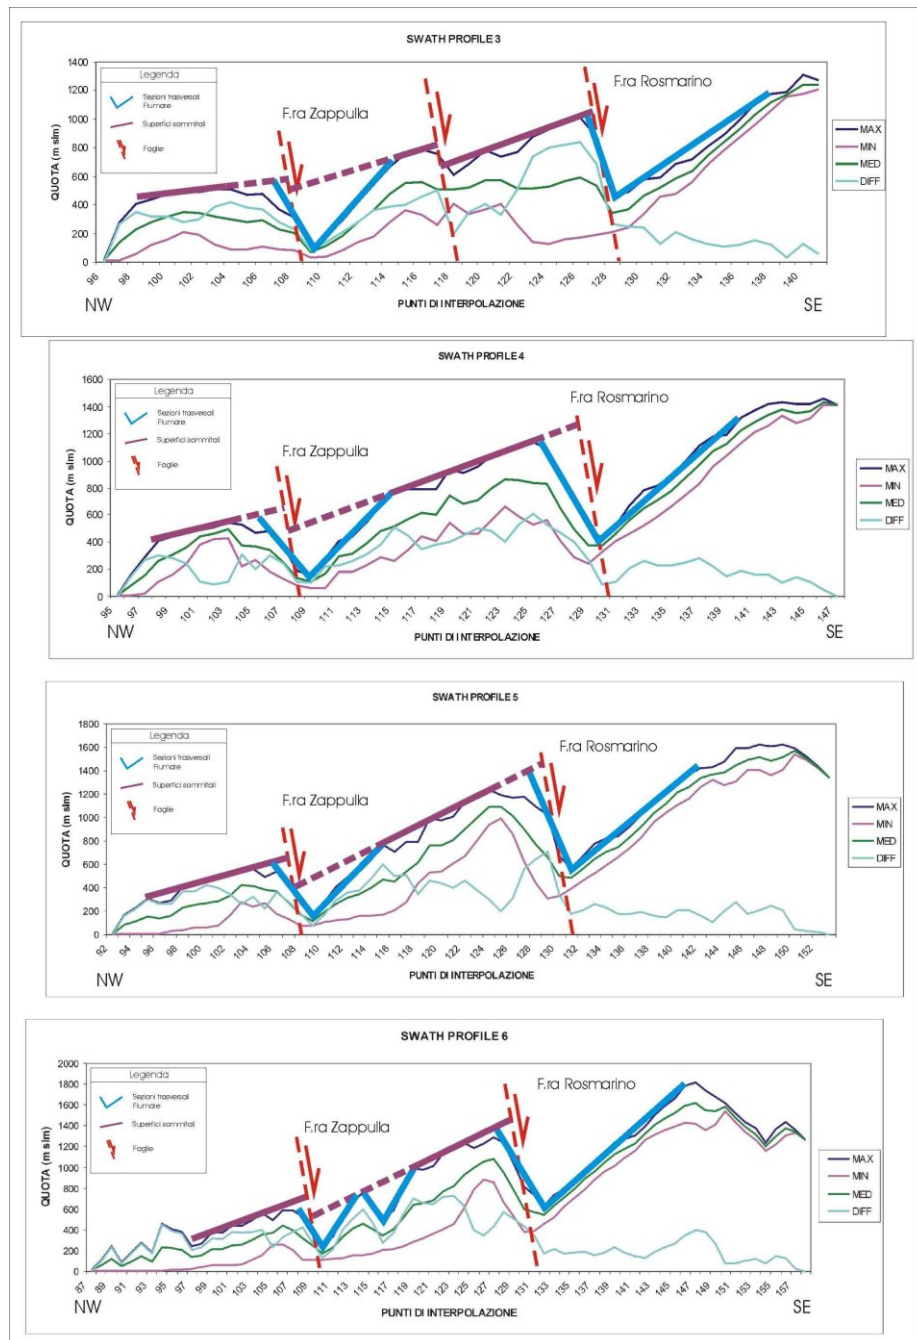 SWATH PROFILE 3
1400
1200
1000
800
600
400
200
0
QUOTA (m slm)
Legenda
Sezioni trasversali
Fiumare
Superfici sommitali
Faglie
F.ra Zappulla
F.ra Rosmarino
MAX
MIN
MED
DIFF
96 98 100 102 104 106 108 110 112 114 116 118 120 122 124 126 128 130 132 134 136 138 140
NW
PUNTI DI INTERPOLAZIONE
SE
SWATH PROFILE 4
1600
1400
1200
1000
800
600
400
200
0
QUOTA (m slm)
Legenda
Sezioni trasversali
Fiumare
Superfici sommitali
Faglie
F.ra Zappulla
F.ra Rosmarino
MAX
MIN
MED
DIFF
95 97 99 101 103 105 107 109 111 113 115 117 119 121 123 125 127 129 131 133 135 137 139 141 143 145 147
NW
PUNTI DI INTERPOLAZIONE
SE
SWATH PROFILE 5
1800
1600
1400
1200
1000
800
600
400
200
0
QUOTA (m slm)
Legenda
Sezioni trasversali
Fiumare
Superfici sommitali
Faglie
F.ra Zappulla
F.ra Rosmarino
MAX
MIN
MED
DIFF
92 94 96 98 100 102 104 106 108 110 112 114 116 118 120 122 124 126 128 130 132 134 136 138 140 142 144 146 148 150 152
NW
PUNTI DI INTERPOLAZIONE
SE
SWATH PROFILE 6
2000
1800
1600
1400
1200
1000
800
600
400
200
0
QUOTA (m slm)
Legenda
Sezioni trasversali
Fiumare
Superfici sommitali
Faglie
F.ra Zappulla
F.ra Rosmarino
MAX
MIN
MED
DIFF
87 89 91 93 95 97 99 101 103 105 107 109 111 113 115 117 119 121 123 125 127 129 131 133 135 137 139 141 143 145 147 149 151 153 155 157
NW
PUNTI DI INTERPOLAZIONE
SE